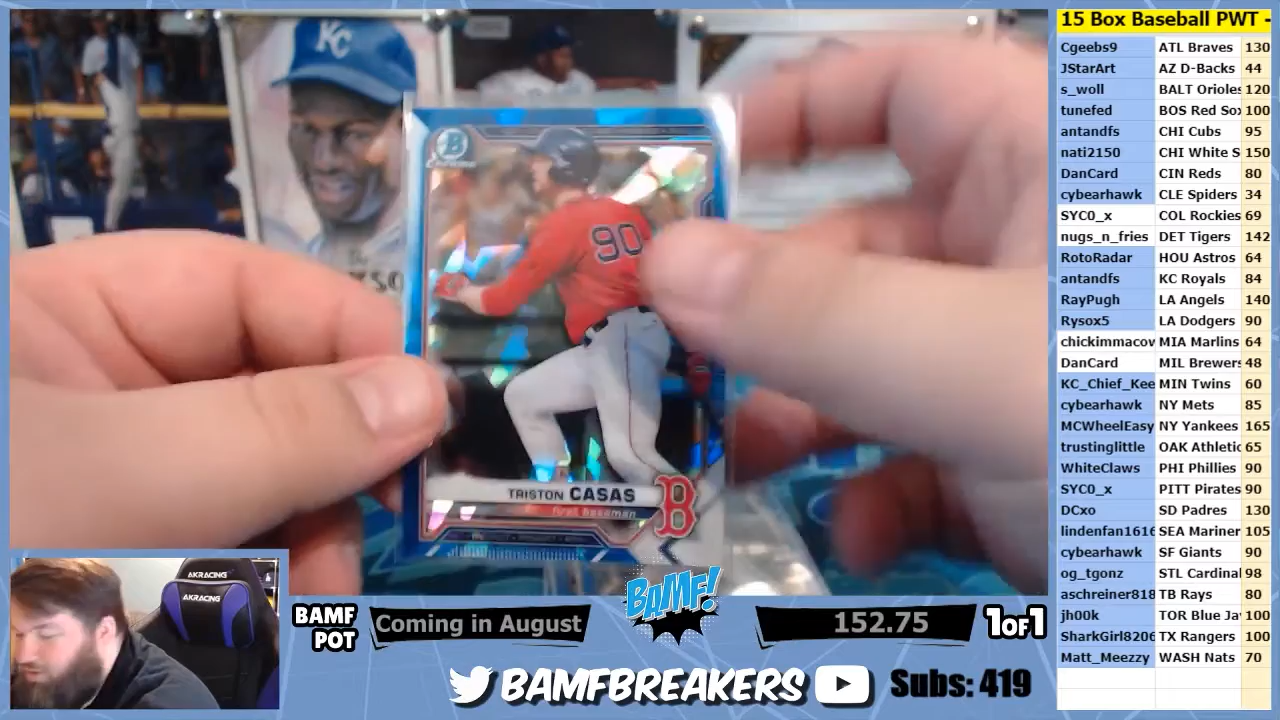 KC
B
Chrome
90
TRISTON CASAS
first baseman
B
AKRACING
AKRACING
BAMF POT
Coming in August
BAMF!
152.75
1 OF 1
BAMFBREAKERS
Subs: 419
15 Box Baseball PWT -
Cgeebs9 ATL Braves 130
JStarArt AZ D-Backs 44
s_woll BALT Orioles 120
tunefed BOS Red Sox 100
antandfs CHI Cubs 95
nati2150 CHI White S 150
DanCard CIN Reds 80
cybearhawk CLE Spiders 34
SYC0_x COL Rockies 69
nugs_n_fries DET Tigers 142
RotoRadar HOU Astros 64
antandfs KC Royals 84
RayPugh LA Angels 140
Rysox5 LA Dodgers 90
chickimmacov MIA Marlins 64
DanCard MIL Brewers 48
KC_Chief_Kee MIN Twins 60
cybearhawk NY Mets 85
MCWheelEasy NY Yankees 165
trustinglittle OAK Athletic 65
WhiteClaws PHI Phillies 90
SYC0_x PITT Pirates 90
DCxo SD Padres 130
lindenfan1616 SEA Mariner 105
cybearhawk SF Giants 90
og_tgonz STL Cardinal 98
aschreiner818 TB Rays 80
jh00k TOR Blue Ja 100
SharkGirl8206 TX Rangers 100
Matt_Meezzy WASH Nats 70